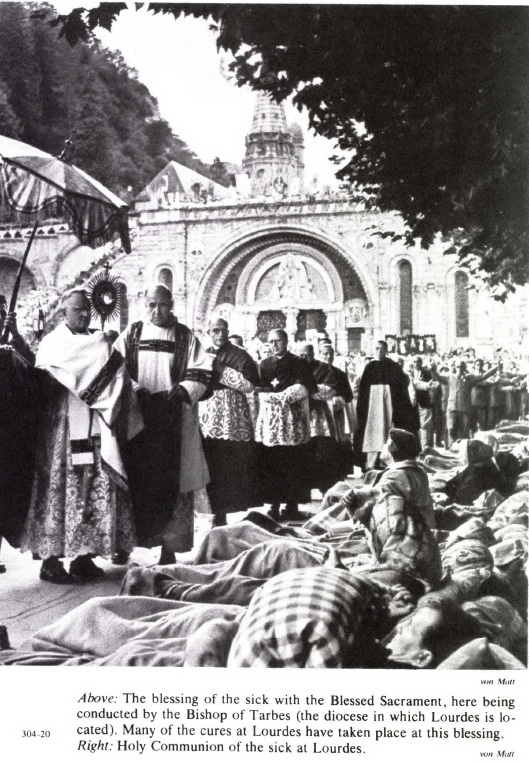 von Matt
Above: The blessing of the sick with the Blessed Sacrament, here being
conducted by the Bishop of Tarbes (the diocese in which Lourdes is lo-
cated). Many of the cures at Lourdes have taken place at this blessing.
304-20
Right: Holy Communion of the sick at Lourdes.
von Matt